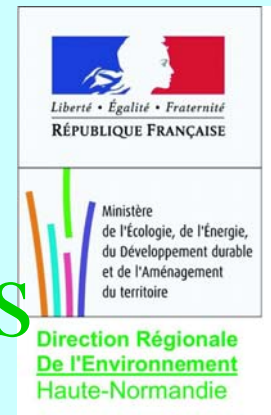 Liberté • Égalité • Fraternité
RÉPUBLIQUE FRANÇAISE
Ministère
de l'Écologie, de l'Énergie,
du Développement durable
et de l'Aménagement
du territoire
s
Direction Régionale
De l'Environnement
Haute-Normandie